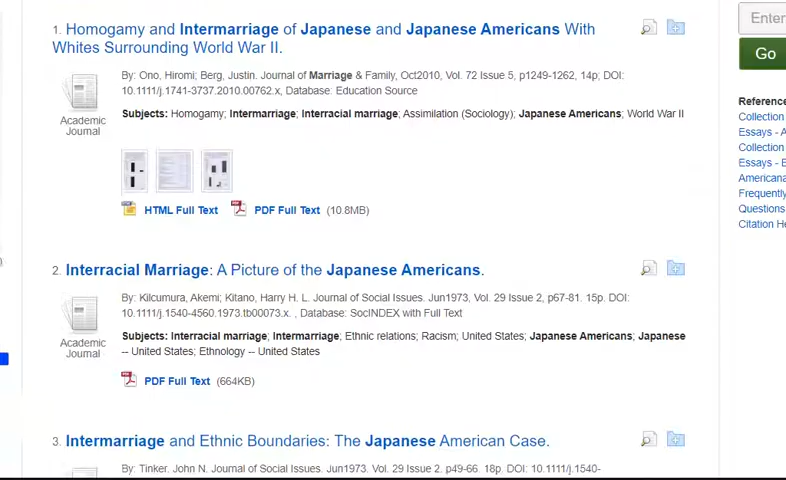 1. Homogamy and Intermarriage of Japanese and Japanese Americans With
Whites Surrounding World War II.
By: Ono, Hiromi; Berg, Justin. Journal of Marriage & Family, Oct2010, Vol. 72 Issue 5, p1249-1262, 14p; DOI:
10.1111/j.1741-3737.2010.00762.x, Database: Education Source
Academic
Journal
Subjects: Homogamy; Intermarriage; Interracial marriage; Assimilation (Sociology); Japanese Americans; World War II
HTML Full Text PDF Full Text (10.8MB)
2. Interracial Marriage: A Picture of the Japanese Americans.
By: Kilcumura, Akemi; Kitano, Harry H. L. Journal of Social Issues. Jun1973, Vol. 29 Issue 2, p67-81. 15p. DOI:
10.1111/j.1540-4560.1973.tb00073.x. , Database: SocINDEX with Full Text
Academic
Journal
Subjects: Interracial marriage; Intermarriage; Ethnic relations; Racism; United States; Japanese Americans; Japanese
-- United States; Ethnology -- United States
PDF Full Text (664KB)
3. Intermarriage and Ethnic Boundaries: The Japanese American Case.
By: Tinker. John N. Journal of Social Issues. Jun1973. Vol. 29 Issue 2. p49-66. 18p. DOI: 10.1111/j.1540-
Enter
Go
Reference
Collection
Essays - A
Collection
Essays - E
Americana
Frequently
Questions
Citation He